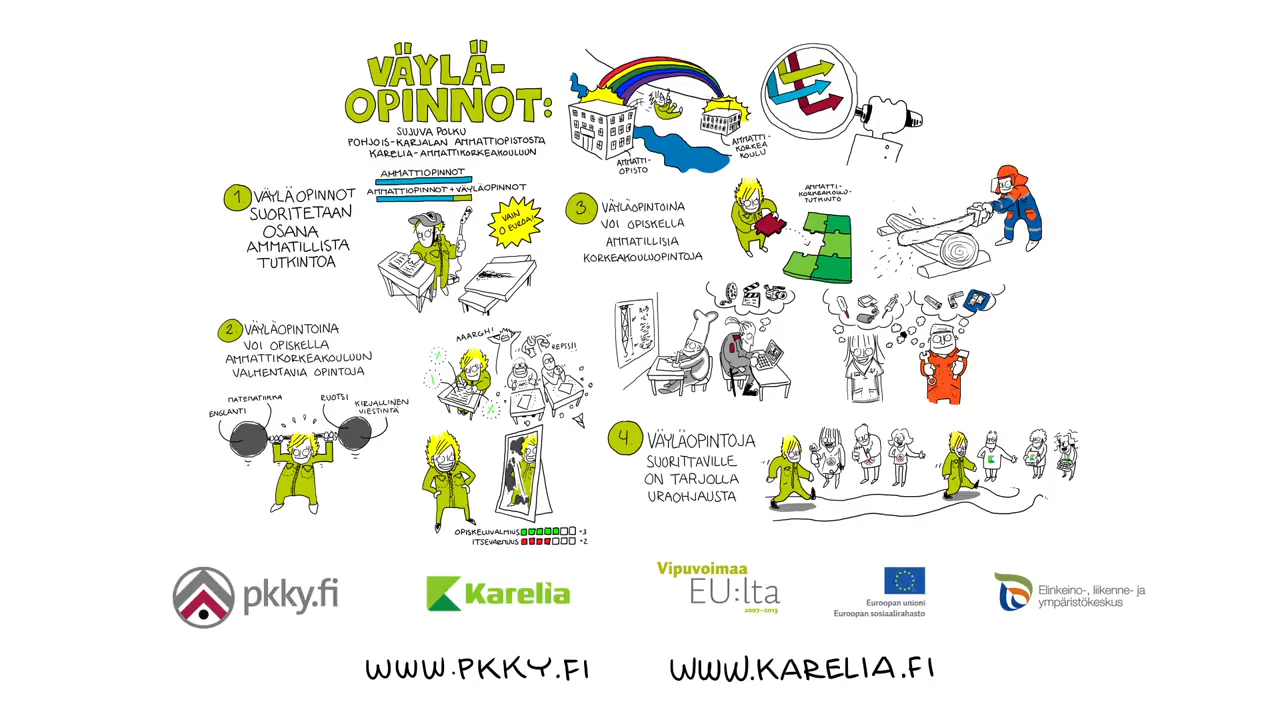 VÄYLÄ-
OPINNOT:
SUJUVA POLKU
POHJOIS-KARJALAN AMMATTIOPISTOSTA
KARELIA-AMMATTIKORKEAKOULUUN
AMMATTI-
OPISTO
AMMATTI-
KORKEA
KOULU
1. VÄYLÄOPINNOT
SUORITETAAN
OSANA
AMMATILLISTA
TUTKINTOA
AMMATTIOPINNOT
AMMATTIOPINNOT + VÄYLÄOPINNOT
VAIN
0 EUROA!
2. VÄYLÄOPINTOINA
VOI OPISKELLA
AMMATTIKORKEAKOULUUN
VALMENTAVIA OPINTOJA
ENGLANTI
MATEMATIIKKA
RUOTSI
KIRJALLINEN
VIESTINTÄ
AAARGH!
REPSS!!
OPISKELUVALMIUS +3
ITSEVARMUUS +2
3. VÄYLÄOPINTOINA
VOI OPISKELLA
AMMATILLISIA
KORKEAKOULUOPINTOJA
AMMATTI-
KORKEAKOULU-
TUTKINTO
4. VÄYLÄOPINTOJA
SUORITTAVILLE
ON TARJOLLA
URAOHJAUSTA
pkky.fi
Karelia
Vipuvoimaa
EU:lta
2007-2013
Euroopan unioni
Euroopan sosiaalirahasto
Elinkeino-, liikenne- ja
ympäristökeskus
WWW.PKKY.FI
WWW.KARELIA.FI